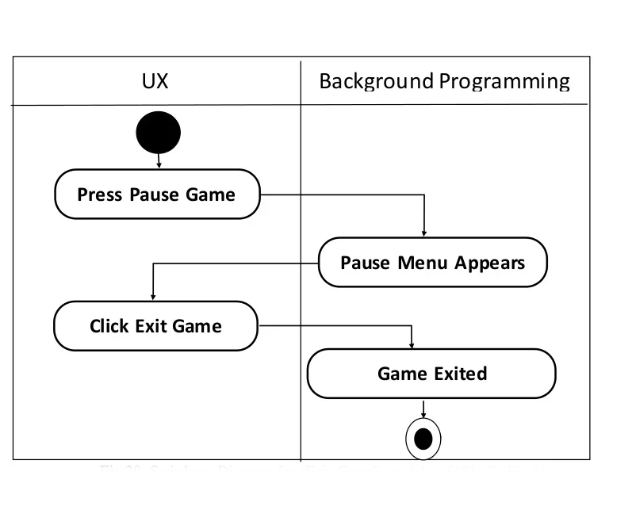 UX
Background Programming
Press Pause Game
Pause Menu Appears
Click Exit Game
Game Exited